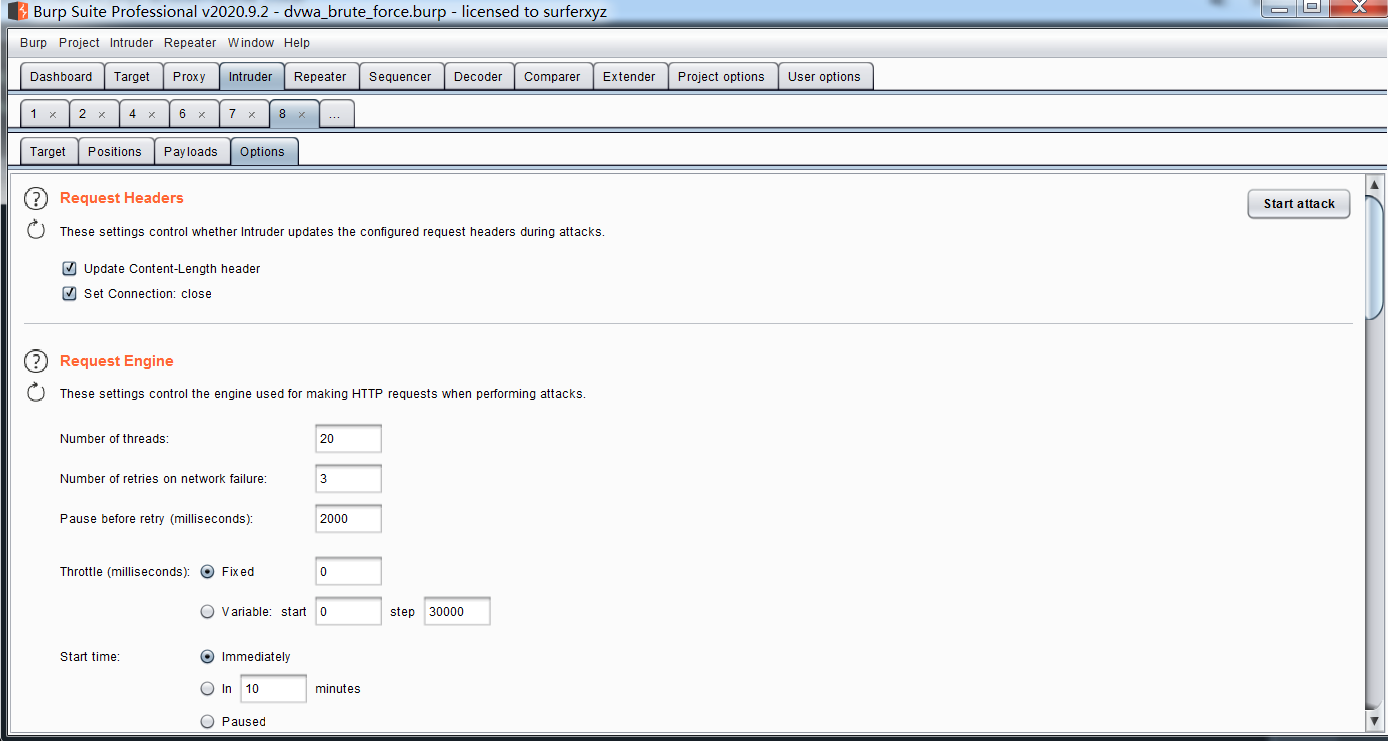 Burp Suite Professional v2020.9.2 - dvwa_brute_force.burp - licensed to surferxyz
Burp Project Intruder Repeater Window Help
Dashboard Target Proxy Intruder Repeater Sequencer Decoder Comparer Extender Project options User options
1 × 2 × 4 × 6 × 7 × 8 × ...
Target Positions Payloads Options
? Request Headers
Start attack
These settings control whether Intruder updates the configured request headers during attacks.
Update Content-Length header
Set Connection: close
? Request Engine
These settings control the engine used for making HTTP requests when performing attacks.
Number of threads: 20
Number of retries on network failure: 3
Pause before retry (milliseconds): 2000
Throttle (milliseconds): Fixed 0
Variable: start 0 step 30000
Start time: Immediately
In 10 minutes
Paused